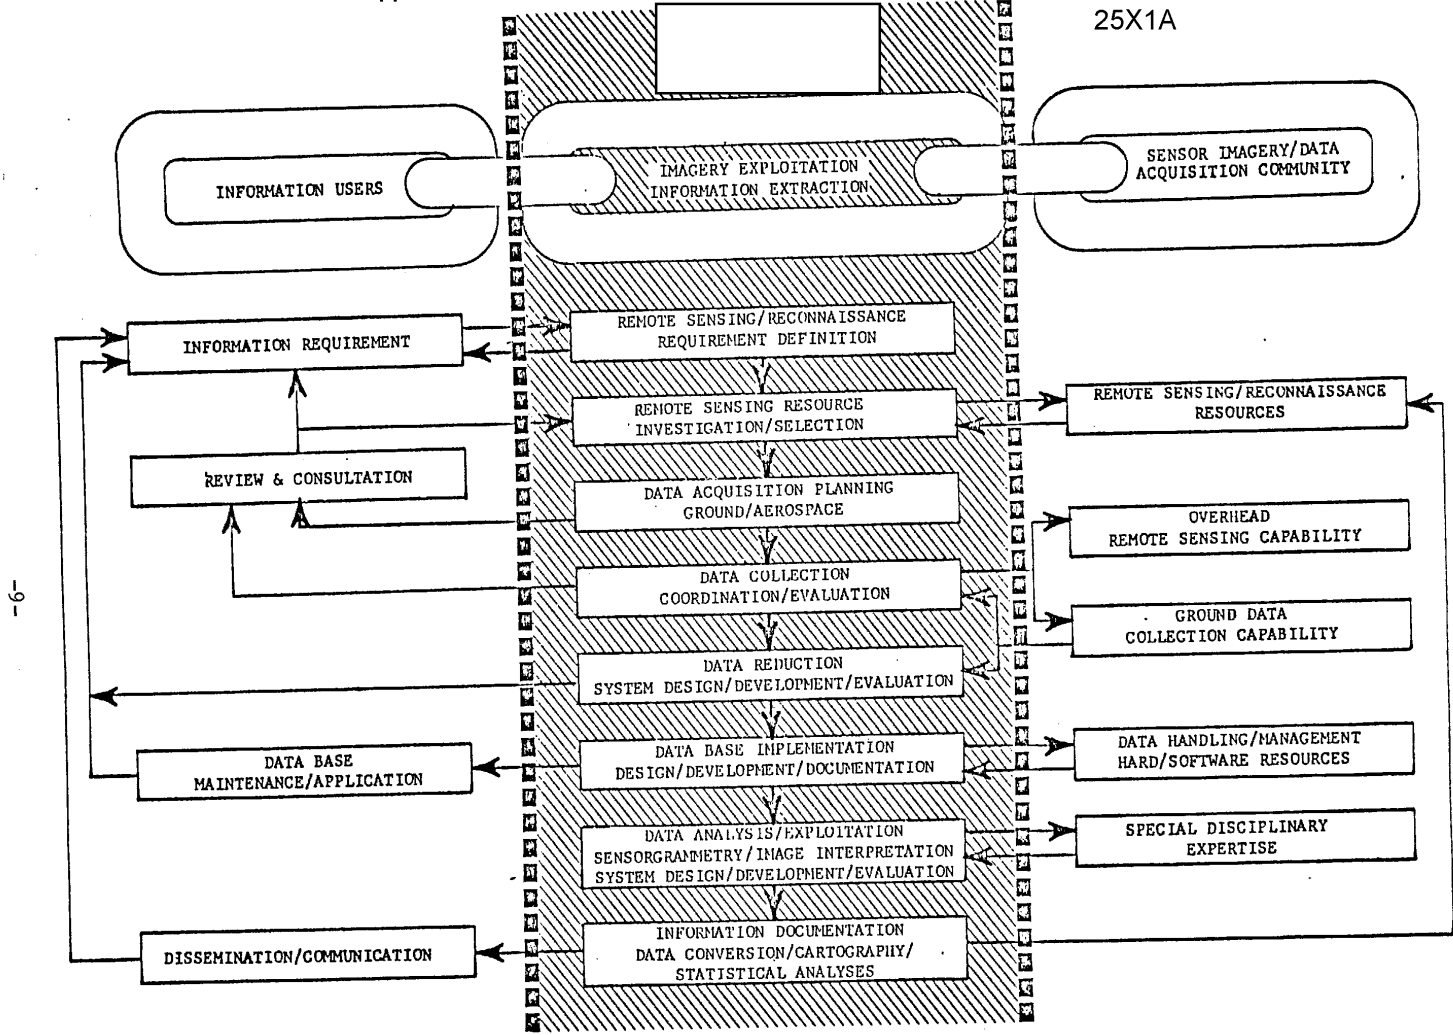 25X1A
INFORMATION USERS
IMAGERY EXPLOITATION
INFORMATION EXTRACTION
SENSOR IMAGERY/DATA
ACQUISITION COMMUNITY
INFORMATION REQUIREMENT
REMOTE SENSING/RECONNAISSANCE
REQUIREMENT DEFINITION
REMOTE SENSING RESOURCE
INVESTIGATION/SELECTION
REMOTE SENSING/RECONNAISSANCE
RESOURCES
REVIEW & CONSULTATION
DATA ACQUISITION PLANNING
GROUND/AEROSPACE
OVERHEAD
REMOTE SENSING CAPABILITY
DATA COLLECTION
COORDINATION/EVALUATION
GROUND DATA
COLLECTION CAPABILITY
-9-
DATA REDUCTION
SYSTEM DESIGN/DEVELOPMENT/EVALUATION
DATA BASE
MAINTENANCE/APPLICATION
DATA BASE IMPLEMENTATION
DESIGN/DEVELOPMENT/DOCUMENTATION
DATA HANDLING/MANAGEMENT
HARD/SOFTWARE RESOURCES
DATA ANALYSIS/EXPLOITATION
SENSORGRAMMETRY/IMAGE INTERPRETATION
SYSTEM DESIGN/DEVELOPMENT/EVALUATION
SPECIAL DISCIPLINARY
EXPERTISE
DISSEMINATION/COMMUNICATION
INFORMATION DOCUMENTATION
DATA CONVERSION/CARTOGRAPHY/
STATISTICAL ANALYSES